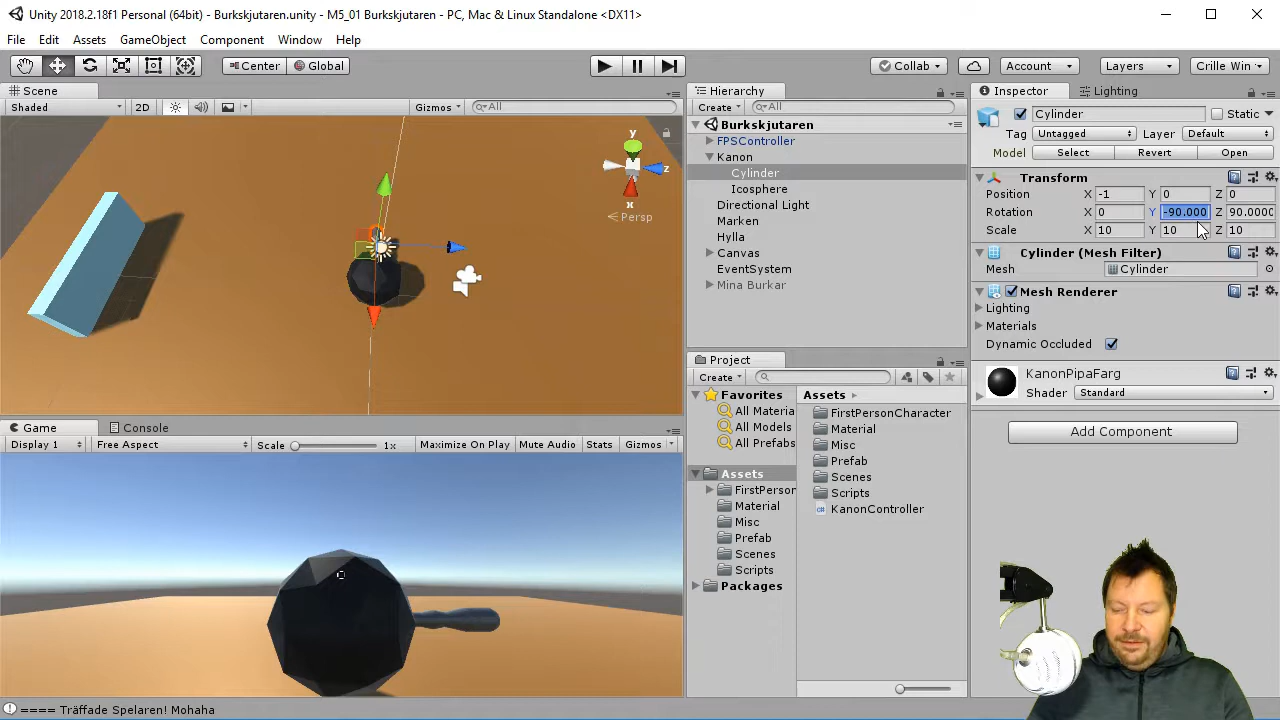 Unity 2018.2.18f1 Personal (64bit) - Burkskjutaren.unity - M5_01 Burkskjutaren - PC, Mac & Linux Standalone <DX11>
File Edit Assets GameObject Component Window Help
Center Global Collab Account Layers Crille Win
Scene Hierarchy Inspector Lighting
Shaded 2D Gizmos All Create All
Cylinder Static
Burkskjutaren
Tag Untagged Layer Default
FPSController
Model Select Revert Open
Kanon
Cylinder
Transform
Icosphere
Position X -1 Y 0 Z 0
Directional Light
Rotation X 0 Y -90.000 Z 90.000
Marken
Scale X 10 Y 10 Z 10
Hylla
Canvas
Cylinder (Mesh Filter)
EventSystem
Mesh Cylinder
Mina Burkar
Mesh Renderer
Lighting
Materials
Dynamic Occluded
y
z
x
Persp
Project
Create
KanonPipaFarg
Shader Standard
Favorites
All Materia
All Models
All Prefabs
Assets
FirstPerson
Material
Misc
Prefab
Scenes
Scripts
Packages
Assets
FirstPersonCharacter
Material
Misc
Prefab
Scenes
Scripts
KanonController
Add Component
Game Console
Display 1 Free Aspect Scale 1x Maximize On Play Mute Audio Stats Gizmos
==== Träffade Spelaren! Mohaha